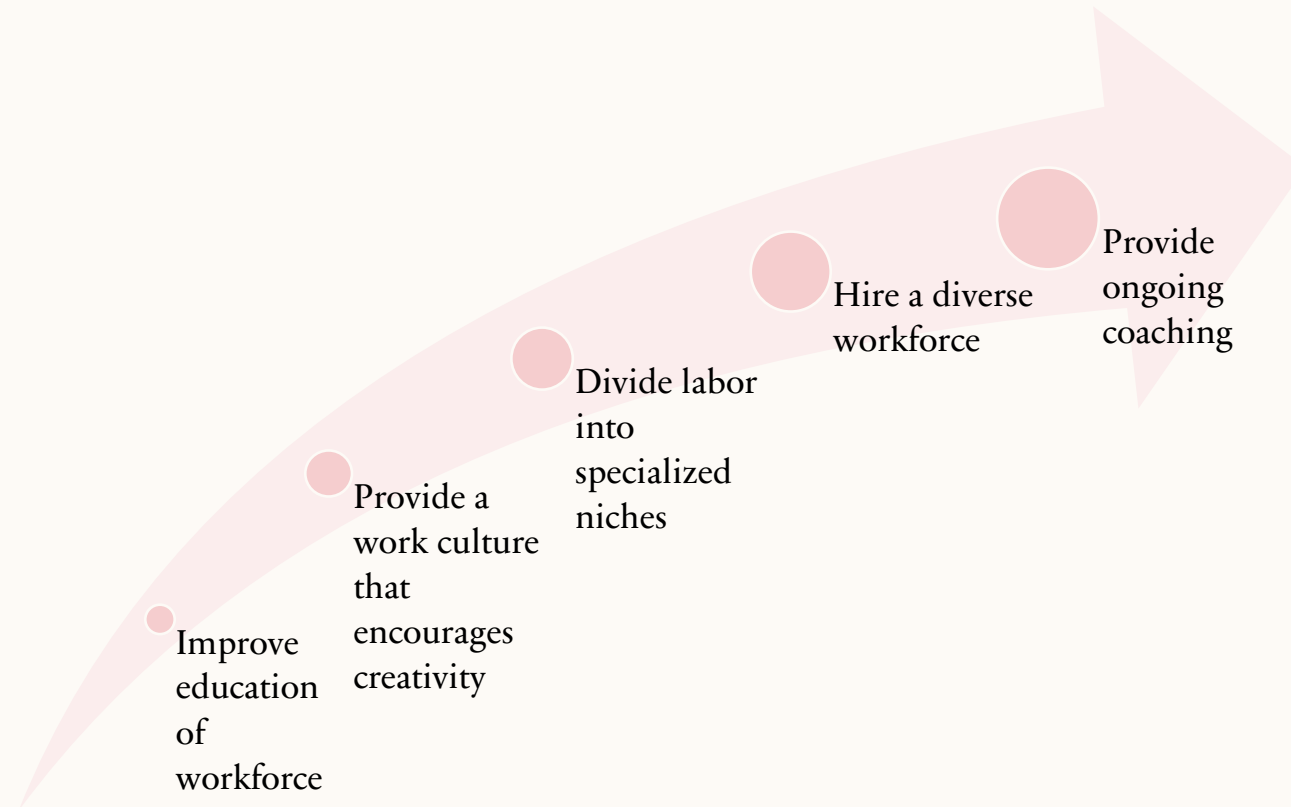 Improve
education
of
workforce
Provide a
work culture
that
encourages
creativity
Divide labor
into
specialized
niches
Hire a diverse
workforce
Provide
ongoing
coaching